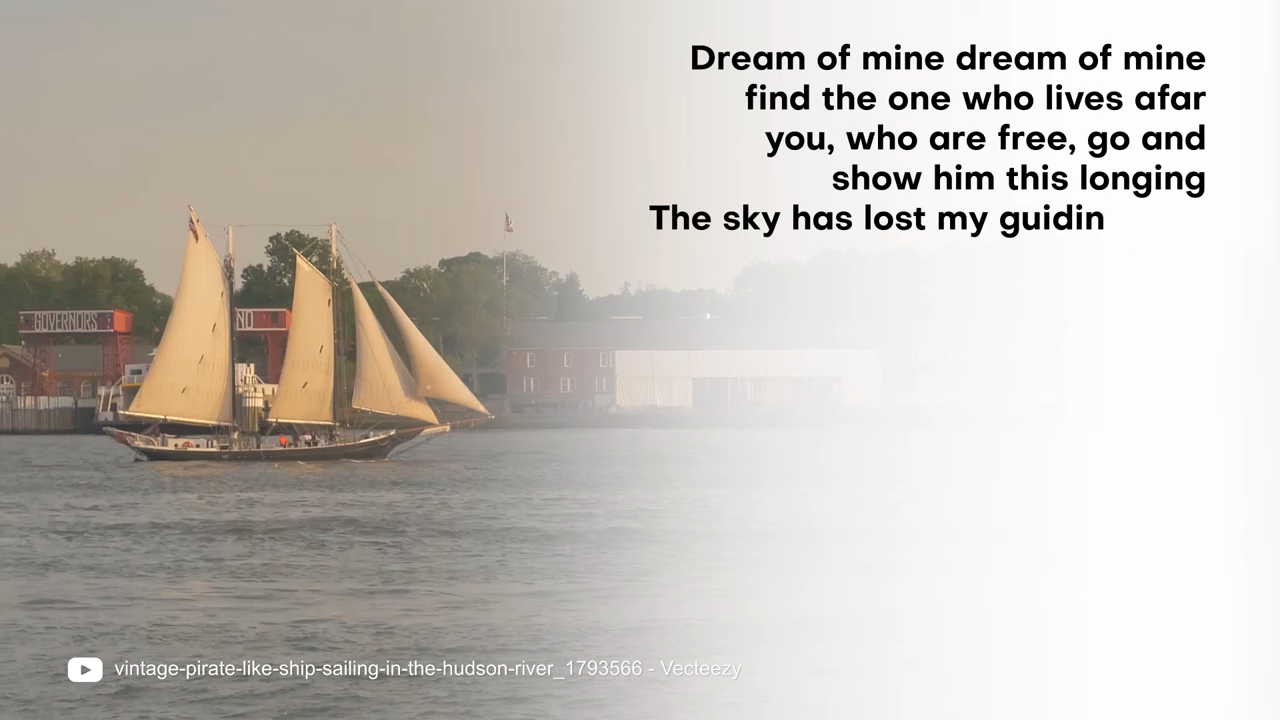 Dream of mine dream of mine
find the one who lives afar
you, who are free, go and
show him this longing
The sky has lost my guidin
GOVERNORS
ND
vintage-pirate-like-ship-sailing-in-the-hudson-river_1793566 - Vecteezy